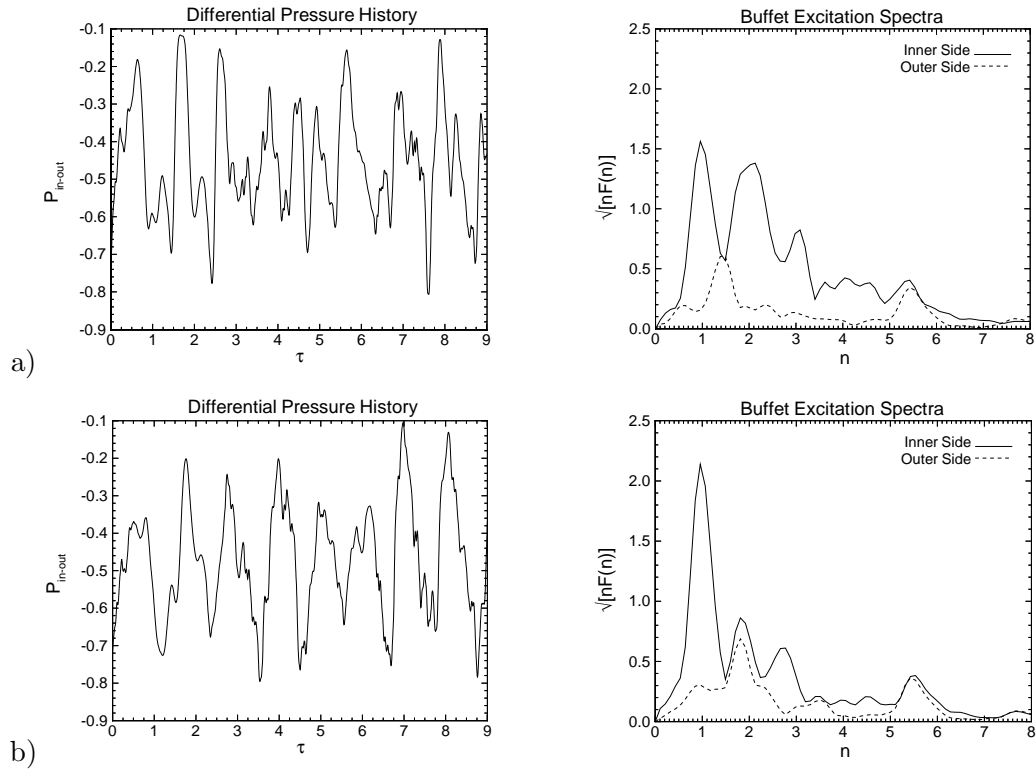 Differential Pressure History
-0.1
-0.2
-0.3
-0.4
-0.5
-0.6
-0.7
-0.8
-0.9
P in-out
0 1 2 3 4 5 6 7 8 9
τ
a)
Buffet Excitation Spectra
Inner Side
Outer Side
2.5
2.0
1.5
1.0
0.5
0.0
√[nF(n)]
0 1 2 3 4 5 6 7 8
n
Differential Pressure History
-0.1
-0.2
-0.3
-0.4
-0.5
-0.6
-0.7
-0.8
-0.9
P in-out
0 1 2 3 4 5 6 7 8 9
τ
b)
Buffet Excitation Spectra
Inner Side
Outer Side
2.5
2.0
1.5
1.0
0.5
0.0
√[nF(n)]
0 1 2 3 4 5 6 7 8
n